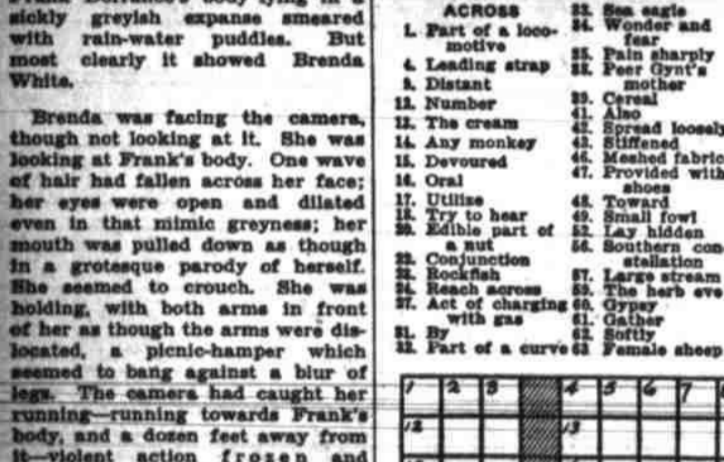 sickly greyish expanse smeared
with rain-water puddles. But
most clearly it showed Brenda
White.
Brenda was facing the camera,
though not looking at it. She was
looking at Frank's body. One wave
of hair had fallen across her face;
her eyes were open and dilated
even in that mimic greyness; her
mouth was pulled down as though
in a grotesque parody of herself.
She seemed to crouch. She was
holding, with both arms in front
of her as though the arms were dis-
located, a picnic-hamper which
seemed to bang against a blur of
legs. The camera had caught her
running—running towards Frank's
body, and a dozen feet away from
it—violent action frozen and
ACROSS
1. Part of a loco-
motive
4. Leading strap
9. Distant
12. Number
13. The cream
14. Any monkey
15. Devoured
16. Oral
17. Utilise
18. Try to hear
20. Edible part of
a nut
22. Conjunction
23. Rockfish
24. Reach across
27. Act of charging
with gas
31. By
32. Part of a curve
33. Sea eagle
34. Wonder and
fear
35. Pain sharply
38. Peer Gynt's
mother
39. Cereal
41. Also
42. Spread loosely
43. Stiffened
46. Meshed fabric
47. Provided with
shoes
48. Toward
49. Small fowl
52. Lay hidden
56. Southern con-
stellation
57. Large stream
59. The herb eve
60. Gypsy
61. Gather
62. Softly
63 Female sheep
1 2 3 4 5 6 7
12 13